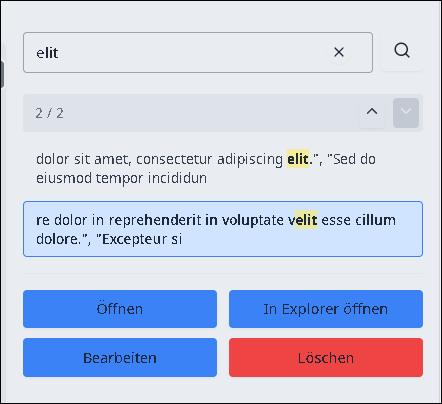 elit
2 / 2
dolor sit amet, consectetur adipiscing elit.", "Sed do
eiusmod tempor incididun
re dolor in reprehenderit in voluptate velit esse cillum
dolore.", "Excepteur si
Öffnen
In Explorer öffnen
Bearbeiten
Löschen